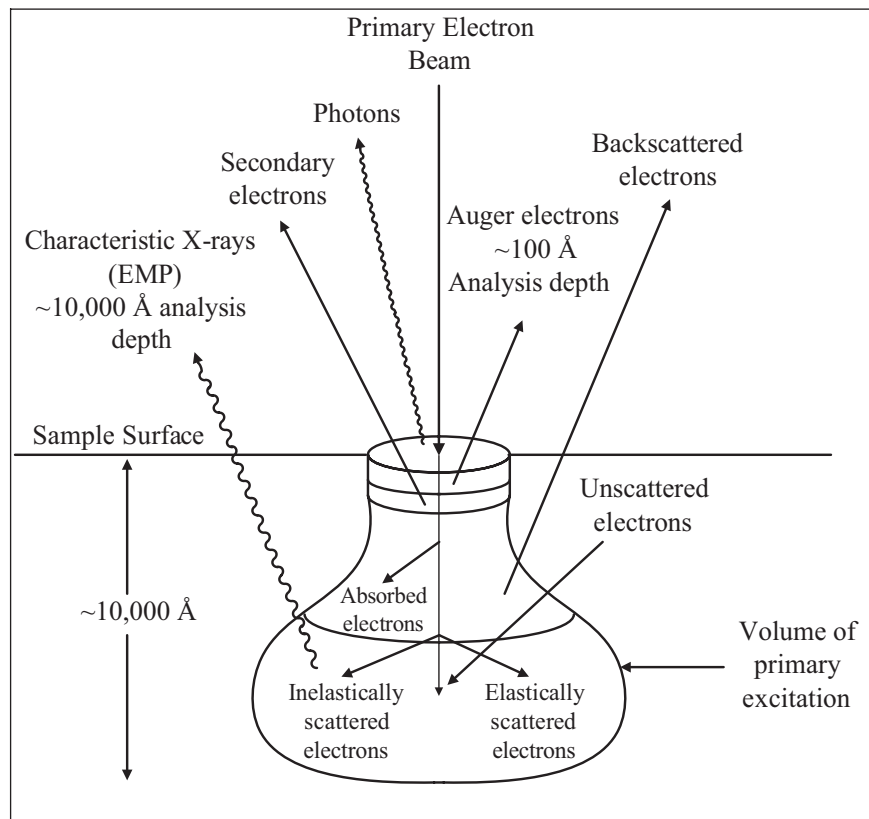 Primary Electron
Beam
Photons
Secondary
electrons
Backscattered
electrons
Auger electrons
~100 Å
Analysis depth
Characteristic X-rays
(EMP)
~10,000 Å analysis
depth
Sample Surface
Unscattered
electrons
~10,000 Å
Absorbed
electrons
Volume of
primary
excitation
Inelastically
scattered
electrons
Elastically
scattered
electrons